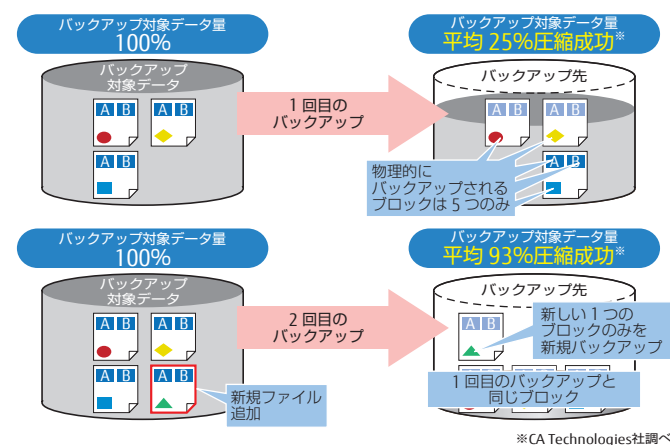 バックアップ対象データ量
100%
バックアップ対象データ量
平均 25%圧縮成功※
バックアップ
対象データ
A B
A B
A B
1回目の
バックアップ
バックアップ先
A B
A B
A B
物理的に
バックアップされる
ブロックは 5 つのみ
バックアップ対象データ量
100%
バックアップ対象データ量
平均 93%圧縮成功※
バックアップ
対象データ
A B
A B
A B
A B
新規ファイル
追加
2回目の
バックアップ
バックアップ先
A B
新しい 1 つの
ブロックのみを
新規バックアップ
1回目のバックアップと
同じブロック
※CA Technologies社調べ